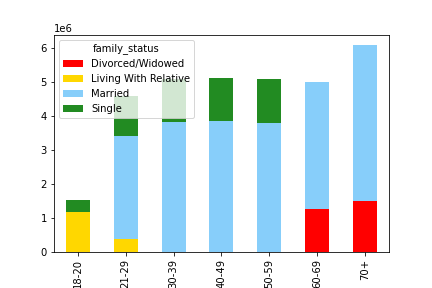 1e6
6
5
4
3
2
1
0
family_status
Divorced/Widowed
Living With Relative
Married
Single
18-20
21-29
30-39
40-49
50-59
60-69
70+